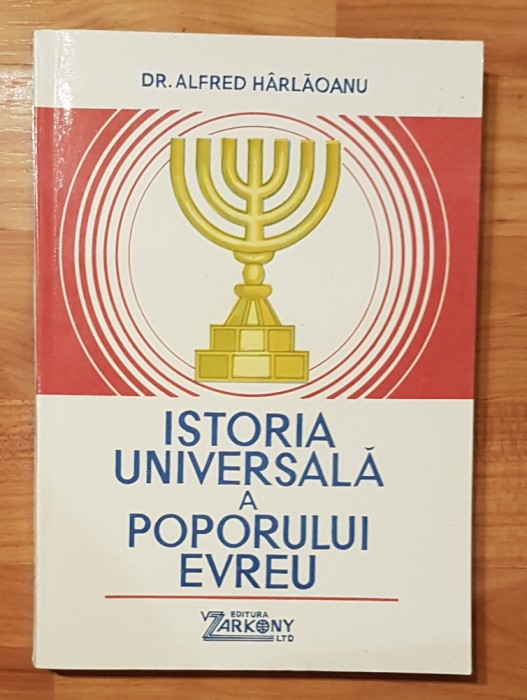 DR. ALFRED HÂRLĂOANU
ISTORIA
UNIVERSALĂ
A
POPORULUI
EVREU
EDITURA
ZARKONY
LTD